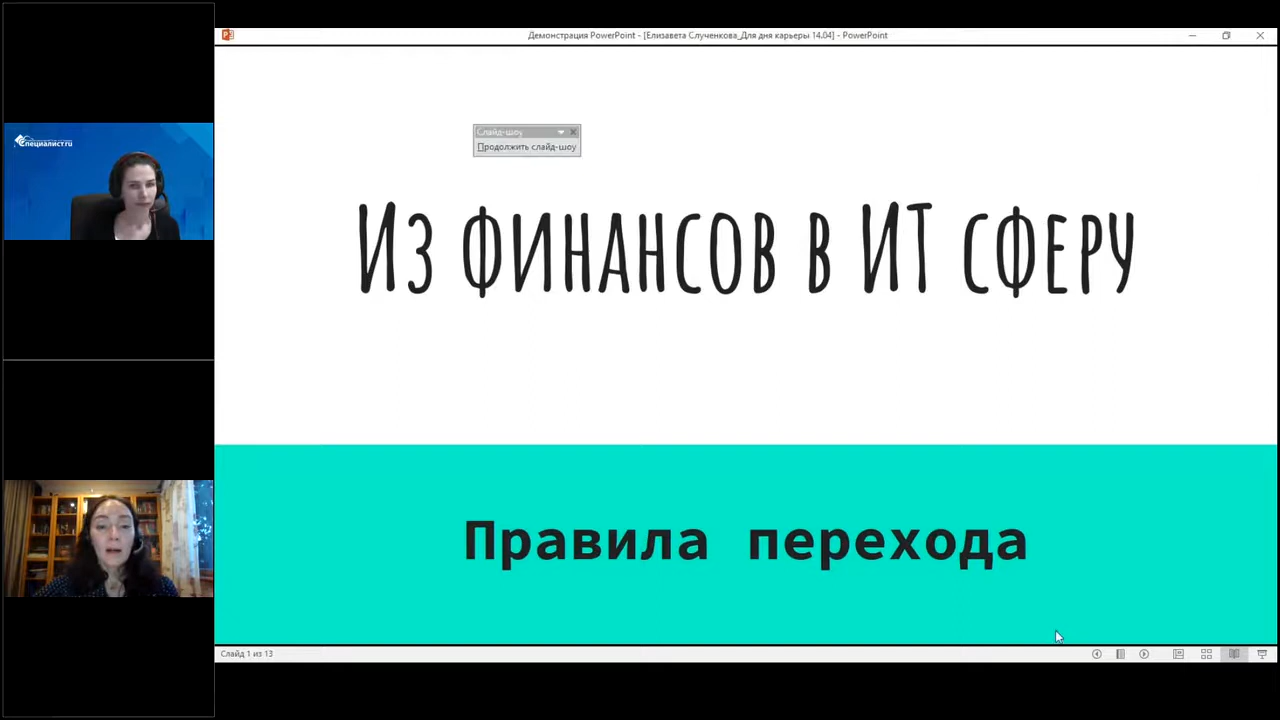 Демонстрация PowerPoint - [Елизавета Слученкова_Для дня карьеры 14.04] - PowerPoint
Специалист.ru
Слайд-шоу
Продолжить слайд-шоу
Из финансов в ИТ сферу
Правила перехода
Слайд 1 из 13